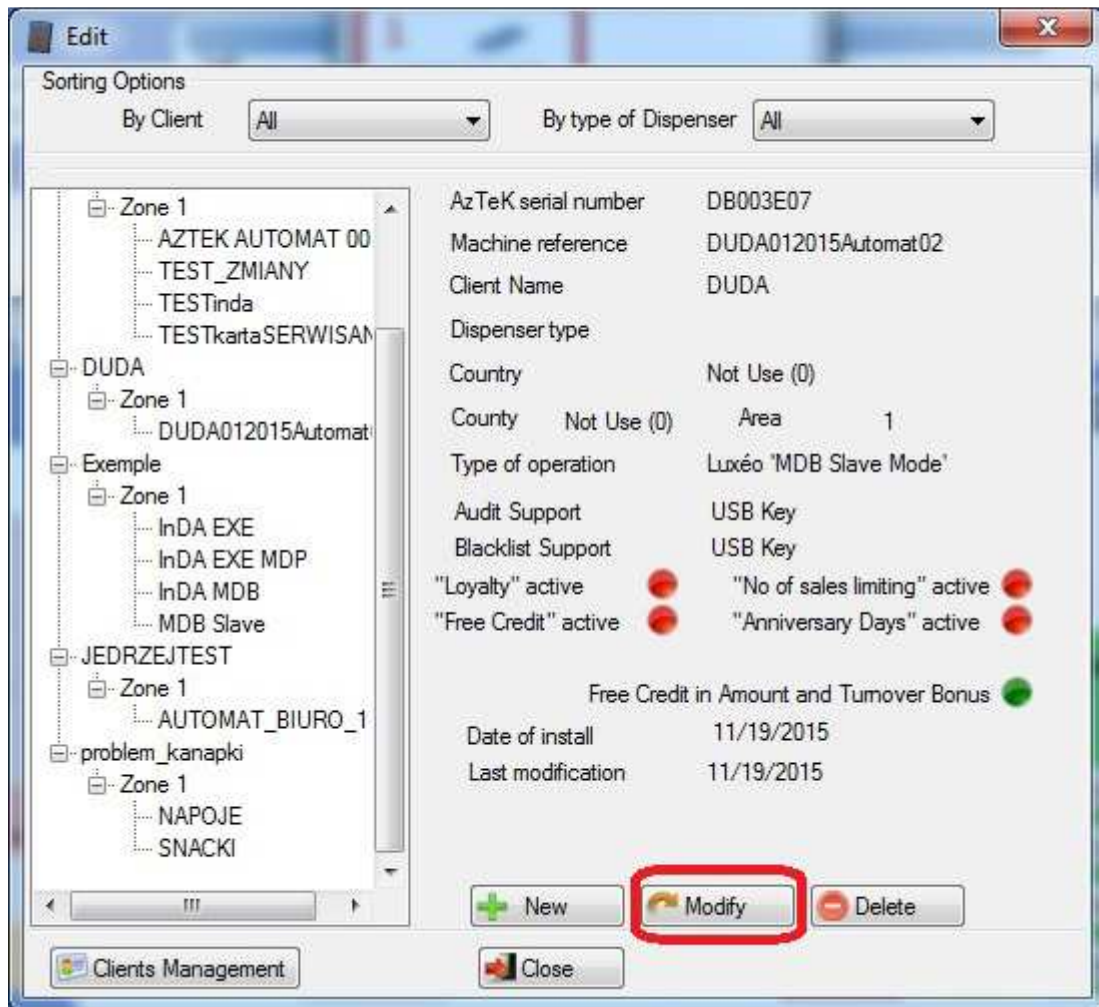 Edit
Sorting Options
By Client All By type of Dispenser All
Zone 1
AZTEK AUTOMAT 00
TEST_ZMIANY
TESTinda
TESTkartaSERWISAN
DUDA
Zone 1
DUDA012015Automat
Exemple
Zone 1
InDA EXE
InDA EXE MDP
InDA MDB
MDB Slave
JEDRZEJTEST
Zone 1
AUTOMAT_BIURO_1
problem_kanapki
Zone 1
NAPOJE
SNACKI
AzTeK serial number DB003E07
Machine reference DUDA012015Automat02
Client Name DUDA
Dispenser type
Country Not Use (0)
County Not Use (0) Area 1
Type of operation Luxéo 'MDB Slave Mode'
Audit Support USB Key
Blacklist Support USB Key
"Loyalty" active "No of sales limiting" active
"Free Credit" active "Anniversary Days" active
Free Credit in Amount and Turnover Bonus
Date of install 11/19/2015
Last modification 11/19/2015
New Modify Delete
Clients Management Close